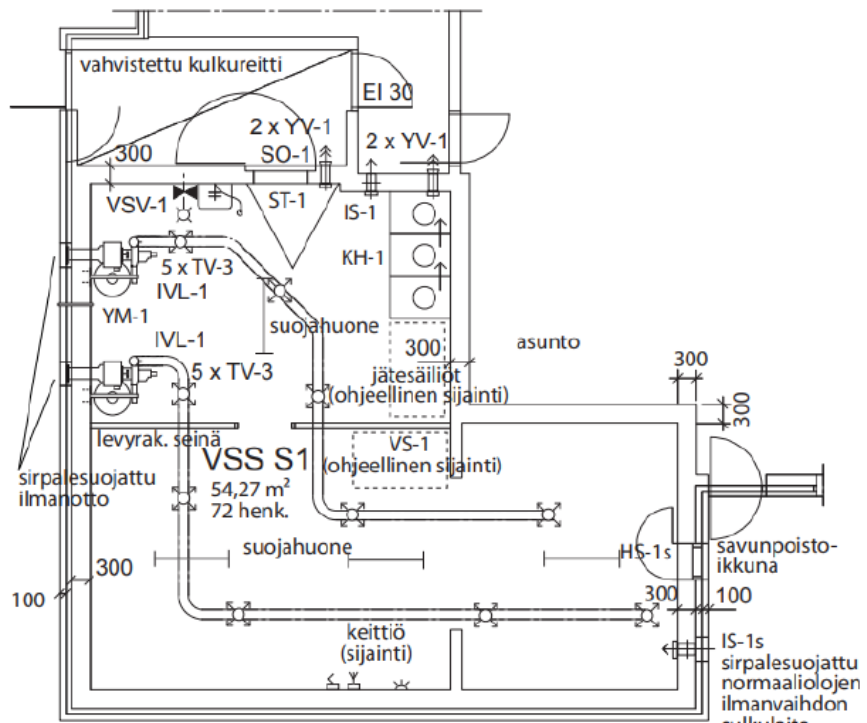 vahvistettu kulkureitti
EI 30
2 x YV-1
2 x YV-1
SO-1
300
VSV-1
ST-1
IS-1
KH-1
5 x TV-3
IVL-1
YM-1
suojahuone
IVL-1
300
asunto
300
5 x TV-3
jätesäiliöt
(ohjeellinen sijainti)
300
levyrak. seinä
VS-1
(ohjeellinen sijainti)
VSS S1
54,27 m²
72 henk.
sirpalesuojattu
ilmanotto
suojahuone
HS-1s
savunpoisto-
ikkuna
300
100
300
100
keittiö
(sijainti)
IS-1s
sirpalesuojattu
normaaliolojen
ilmanvaihdon